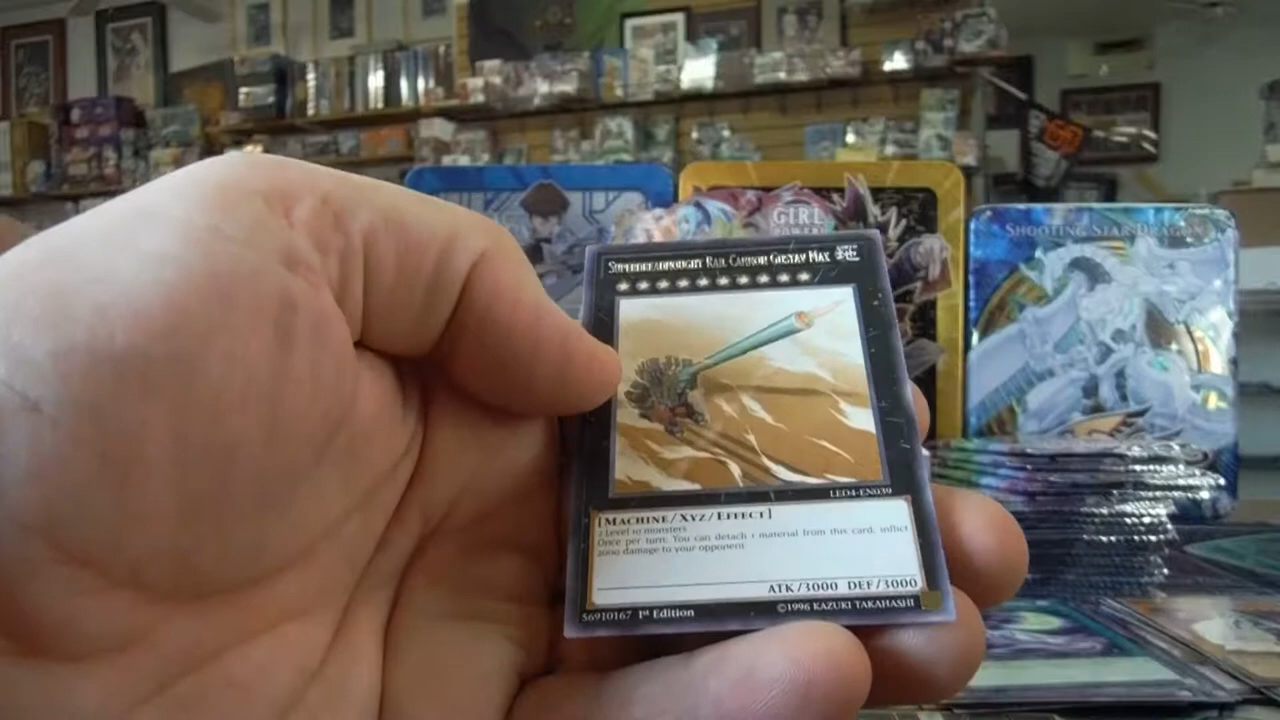 GIRL
POWER!
SHOOTING STAR DRAGON
SUPERDREADNOUGHT RAIL CANNON GUSTAV MAX
LED4-EN039
[MACHINE/XYZ/EFFECT]
2 Level 10 monsters
Once per turn: You can detach 1 material from this card; inflict
2000 damage to your opponent.
ATK/3000 DEF/3000
56910167 1st Edition
©1996 KAZUKI TAKAHASHI